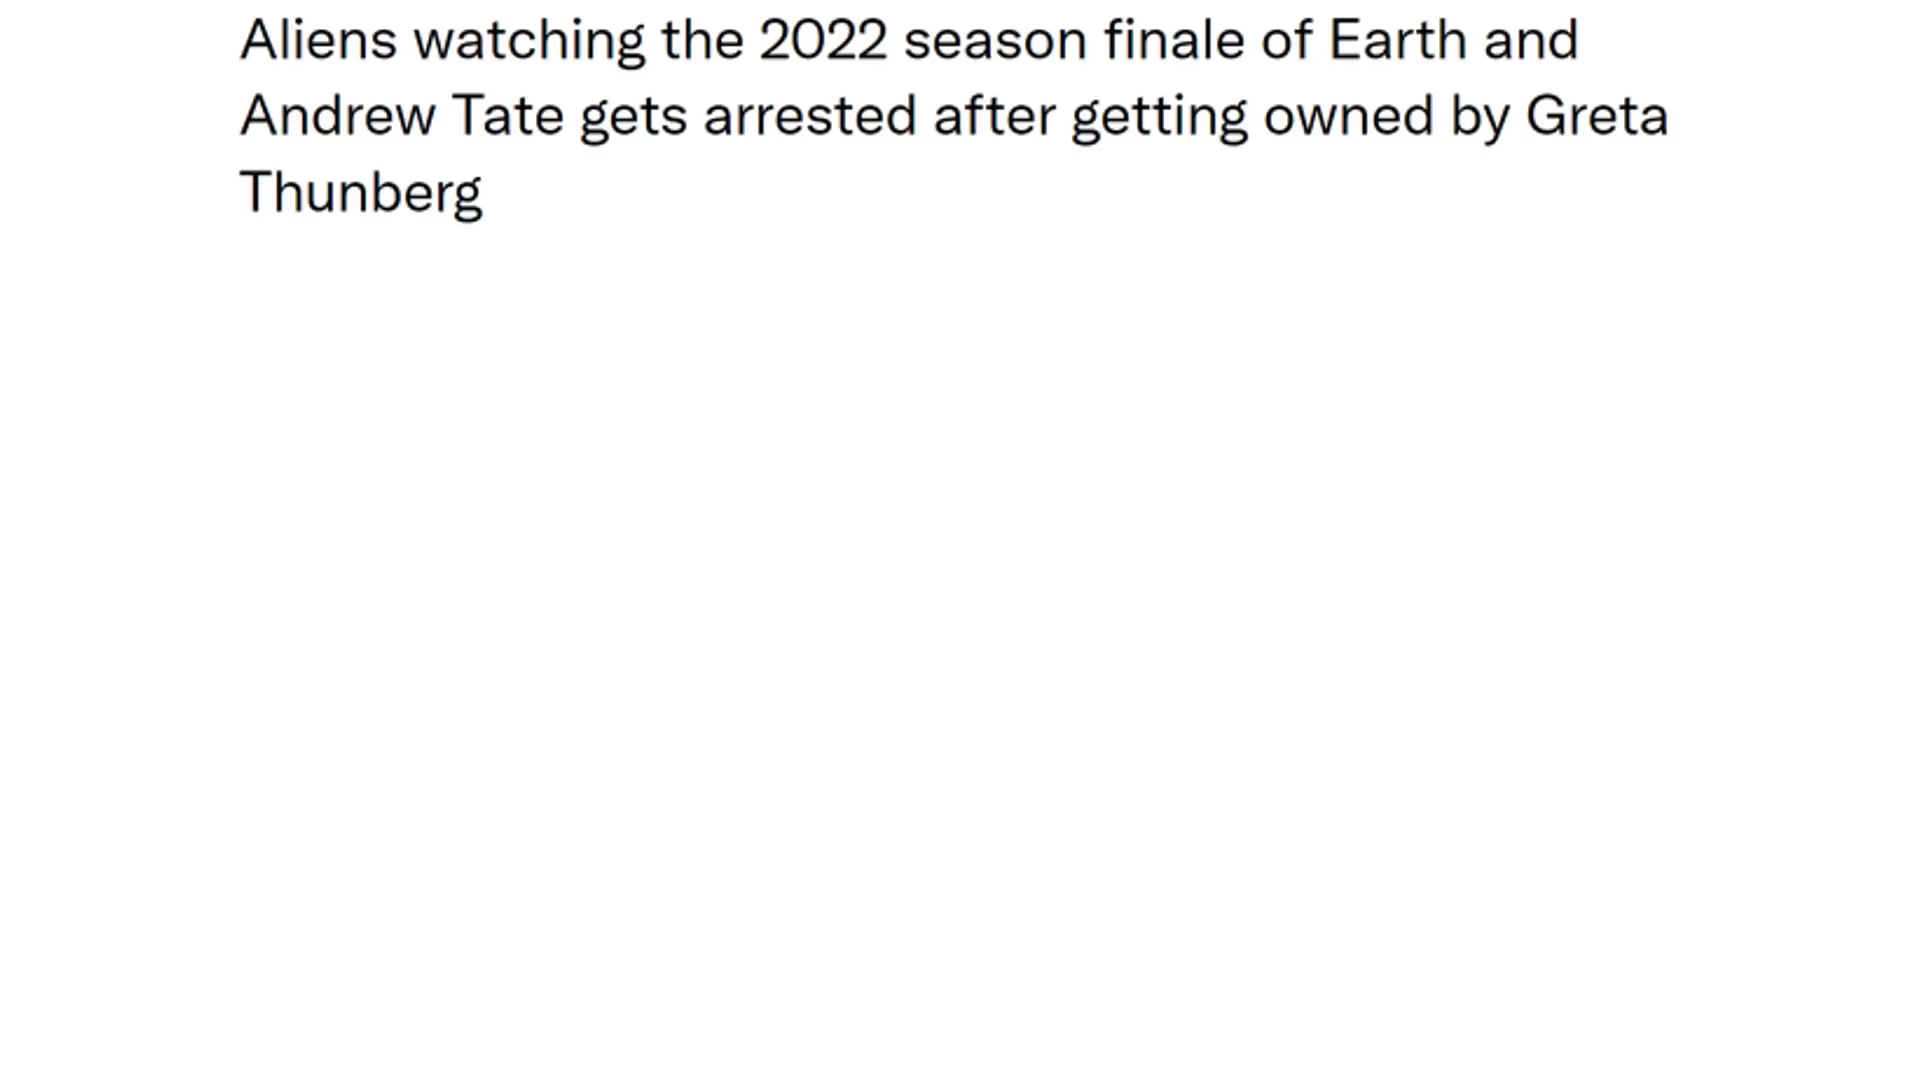 Aliens watching the 2022 season finale of Earth and
Andrew Tate gets arrested after getting owned by Greta
Thunberg